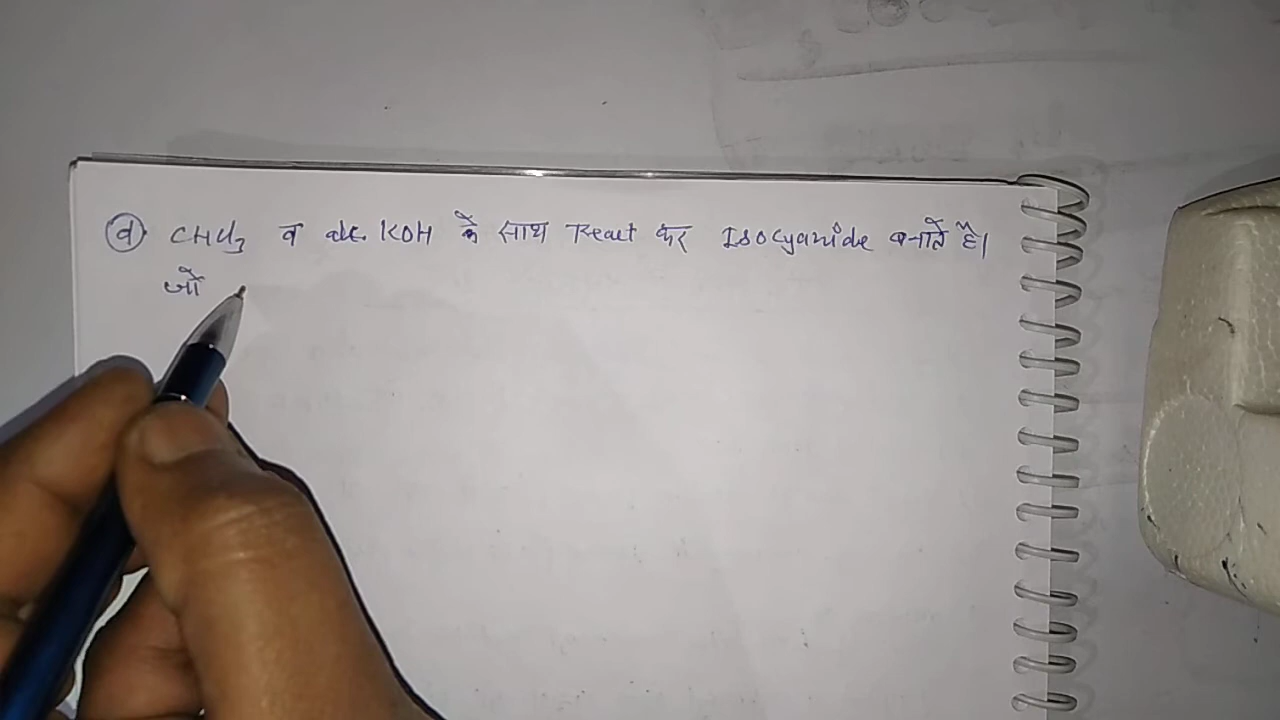 (d) CHCl3 व alc. KOH के साथ React कर Isocyanide बनाते है।
जो